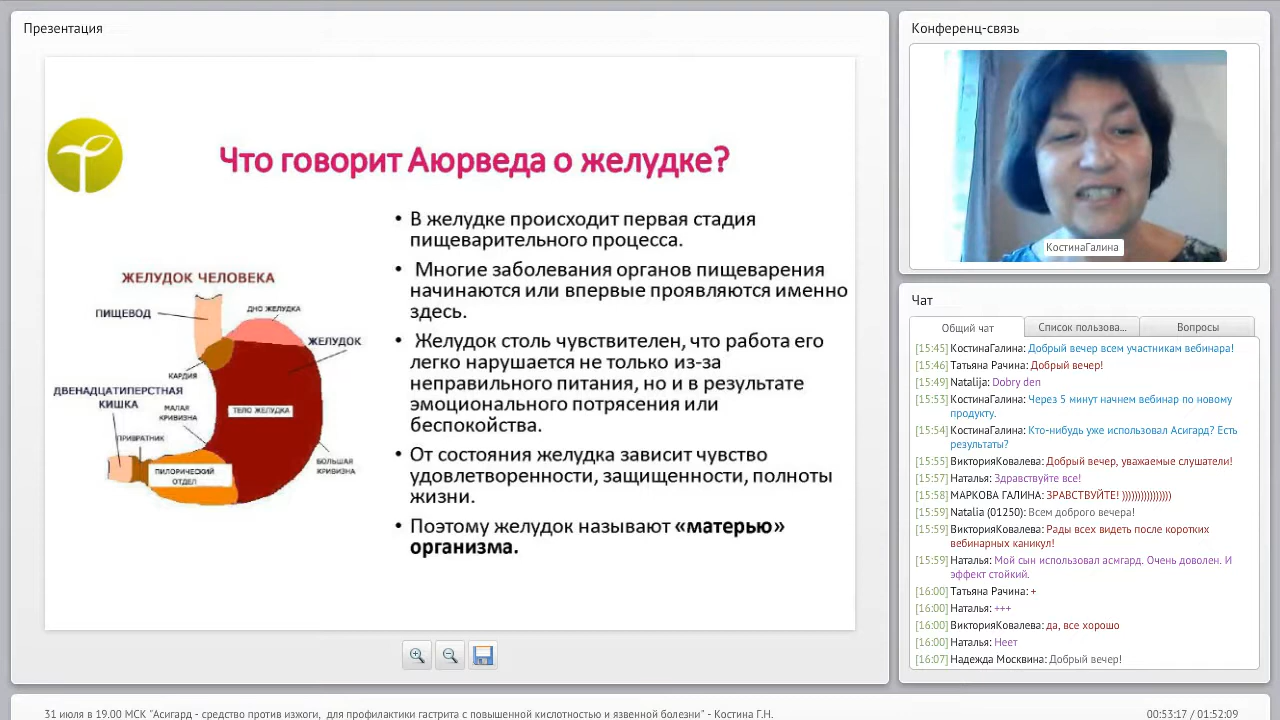 Презентация
Что говорит Аюрведа о желудке?
ЖЕЛУДОК ЧЕЛОВЕКА
ПИЩЕВОД
ДНО ЖЕЛУДКА
ЖЕЛУДОК
КАРДИЯ
ДВЕНАДЦАТИПЕРСТНАЯ
КИШКА
МАЛАЯ
КРИВИЗНА
ТЕЛО ЖЕЛУДКА
ПРИВРАТНИК
ПИЛОРИЧЕСКИЙ
ОТДЕЛ
БОЛЬШАЯ
КРИВИЗНА
• В желудке происходит первая стадия
пищеварительного процесса.
• Многие заболевания органов пищеварения
начинаются или впервые проявляются именно
здесь.
• Желудок столь чувствителен, что работа его
легко нарушается не только из-за
неправильного питания, но и в результате
эмоционального потрясения или
беспокойства.
• От состояния желудка зависит чувство
удовлетворенности, защищенности, полноты
жизни.
• Поэтому желудок называют «матерью»
организма.
Конференц-связь
КостинаГалина
Чат
Общий чат
Список пользова...
Вопросы
[15:45] КостинаГалина: Добрый вечер всем участникам вебинара!
[15:46] Татьяна Рачина: Добрый вечер!
[15:49] Natalija: Dobry den
[15:53] КостинаГалина: Через 5 минут начнем вебинар по новому
продукту.
[15:54] КостинаГалина: Кто-нибудь уже использовал Асигард? Есть
результаты?
[15:55] ВикторияКовалева: Добрый вечер, уважаемые слушатели!
[15:57] Наталья: Здравствуйте все!
[15:58] МАРКОВА ГАЛИНА: ЗРАВСТВУЙТЕ! ))))))))))))))))
[15:59] Natalia (01250): Всем доброго вечера!
[15:59] ВикторияКовалева: Рады всех видеть после коротких
вебинарных каникул!
[15:59] Наталья: Мой сын использовал асмгард. Очень доволен. И
эффект стойкий.
[16:00] Татьяна Рачина: +
[16:00] Наталья: +++
[16:00] ВикторияКовалева: да, все хорошо
[16:00] Наталья: Неет
[16:07] Надежда Москвина: Добрый вечер!
31 июля в 19.00 МСК "Асигард - средство против изжоги, для профилактики гастрита с повышенной кислотностью и язвенной болезни" - Костина Г.Н.
00:53:17 / 01:52:09